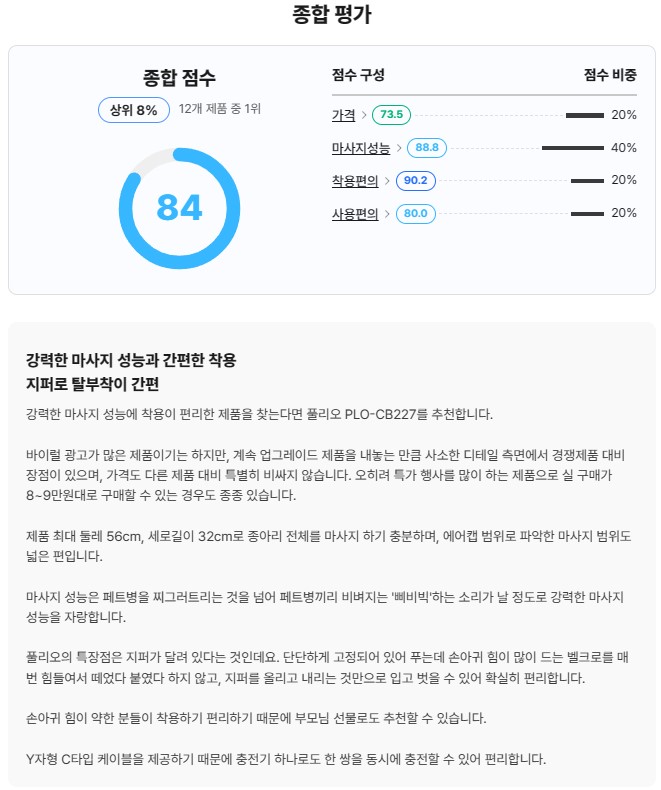 종합 평가
종합 점수
상위 8% 12개 제품 중 1위
84
점수 구성 점수 비중
가격 > 73.5 20%
마사지성능 > 88.8 40%
착용편의 > 90.2 20%
사용편의 > 80.0 20%
강력한 마사지 성능과 간편한 착용
지퍼로 탈부착이 간편
강력한 마사지 성능에 착용이 편리한 제품을 찾는다면 풀리오 PLO-CB227를 추천합니다.
바이럴 광고가 많은 제품이기는 하지만, 계속 업그레이드 제품을 내놓는 만큼 사소한 디테일 측면에서 경쟁제품 대비
장점이 있으며, 가격도 다른 제품 대비 특별히 비싸지 않습니다. 오히려 특가 행사를 많이 하는 제품으로 실 구매가
8~9만원대로 구매할 수 있는 경우도 종종 있습니다.
제품 최대 둘레 56cm, 세로길이 32cm로 종아리 전체를 마사지 하기 충분하며, 에어캡 범위로 파악한 마사지 범위도
넓은 편입니다.
마사지 성능은 페트병을 찌그러트리는 것을 넘어 페트병끼리 비벼지는 '삐비빅'하는 소리가 날 정도로 강력한 마사지
성능을 자랑합니다.
풀리오의 특장점은 지퍼가 달려 있다는 것인데요. 단단하게 고정되어 있어 푸는데 손아귀 힘이 많이 드는 벨크로를 매
번 힘들여서 떼었다 붙였다 하지 않고, 지퍼를 올리고 내리는 것만으로 입고 벗을 수 있어 확실히 편리합니다.
손아귀 힘이 약한 분들이 착용하기 편리하기 때문에 부모님 선물로도 추천할 수 있습니다.
Y자형 C타입 케이블을 제공하기 때문에 충전기 하나로도 한 쌍을 동시에 충전할 수 있어 편리합니다.